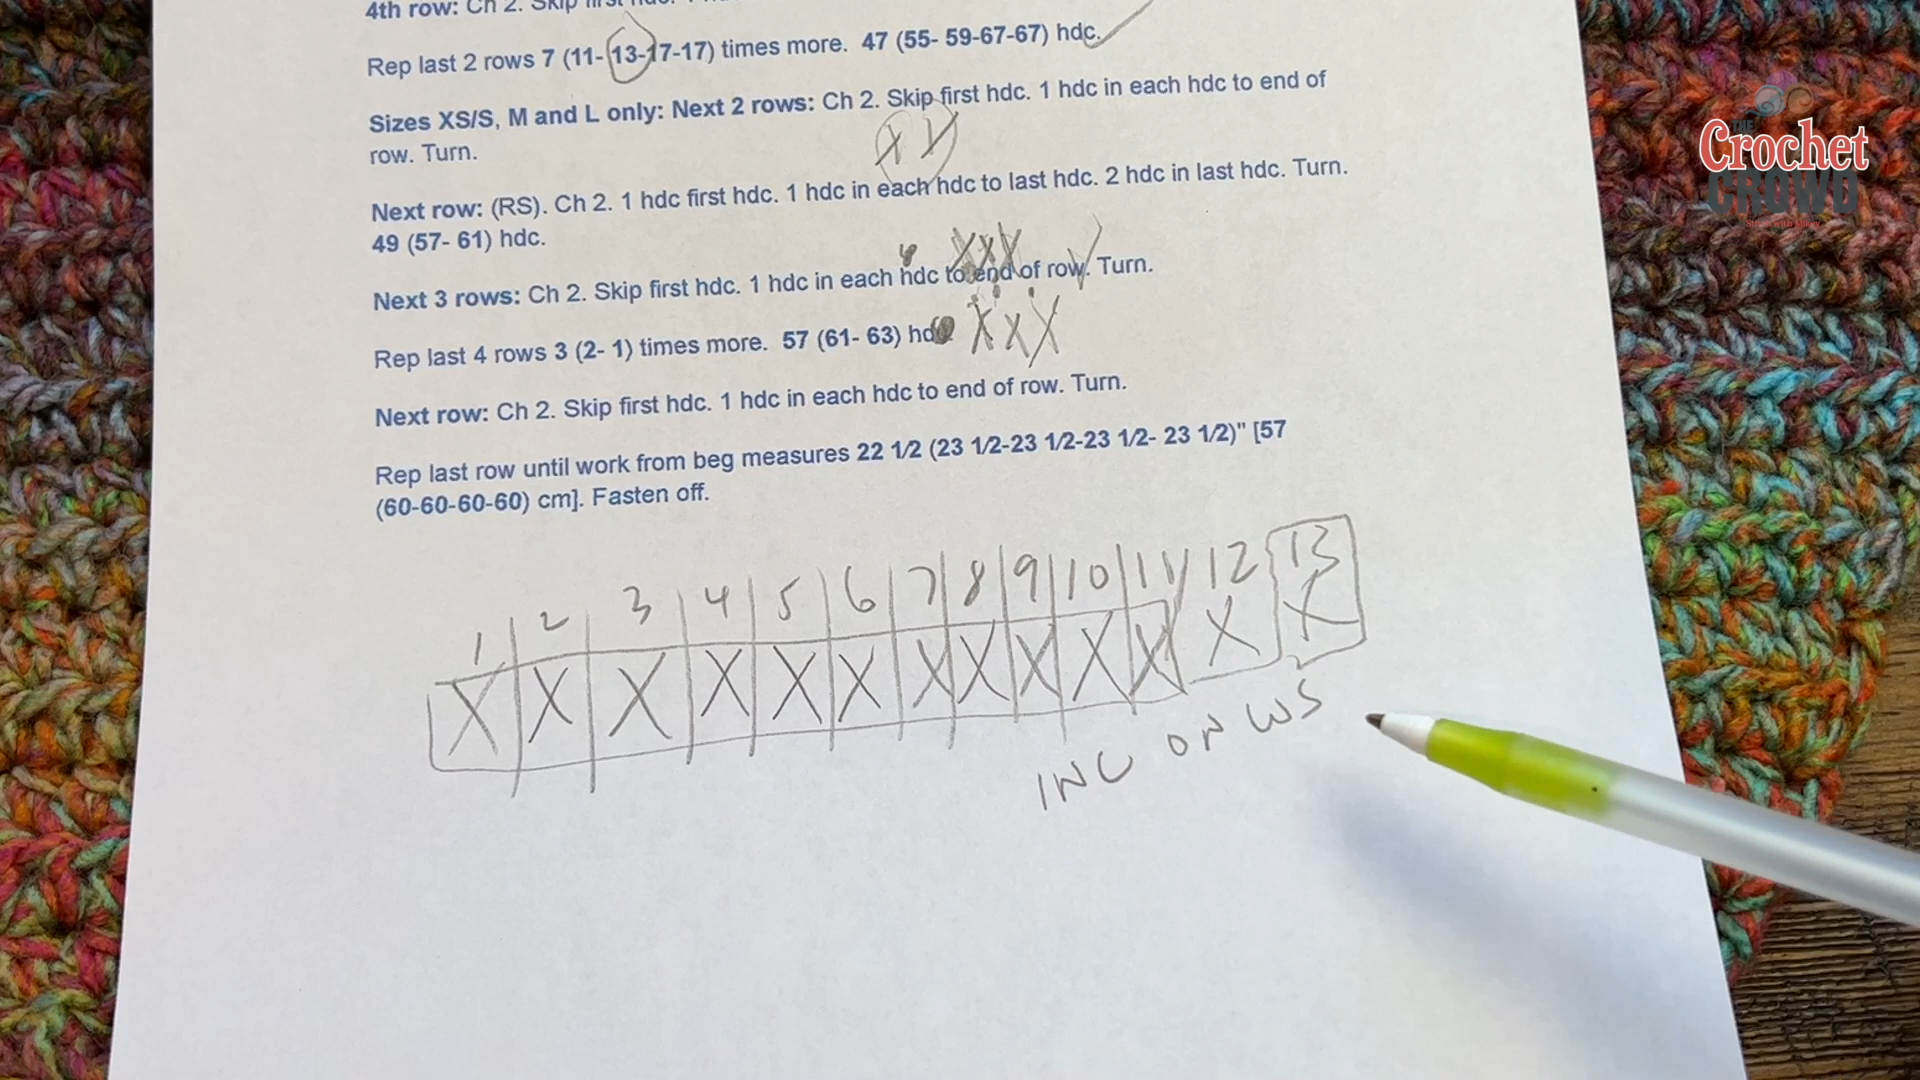 4th row: Ch 2. Skip first hdc. 1
Rep last 2 rows 7 (11- 13-17-17) times more. 47 (55- 59-67-67) hdc.
Sizes XS/S, M and L only: Next 2 rows: Ch 2. Skip first hdc. 1 hdc in each hdc to end of
row. Turn.
X X
Next row: (RS). Ch 2. 1 hdc first hdc. 1 hdc in each hdc to last hdc. 2 hdc in last hdc. Turn.
49 (57- 61) hdc.
XXX
Next 3 rows: Ch 2. Skip first hdc. 1 hdc in each hdc to end of row. Turn.
Rep last 4 rows 3 (2- 1) times more. 57 (61- 63) hdc. X X X
Next row: Ch 2. Skip first hdc. 1 hdc in each hdc to end of row. Turn.
Rep last row until work from beg measures 22 1/2 (23 1/2-23 1/2-23 1/2- 23 1/2)" [57
(60-60-60-60) cm]. Fasten off.
1 2 3 4 5 6 7 8 9 10 11 12 13
X X X X X X X X X X X X X
INC ON WS
THE
Crochet
CROWD